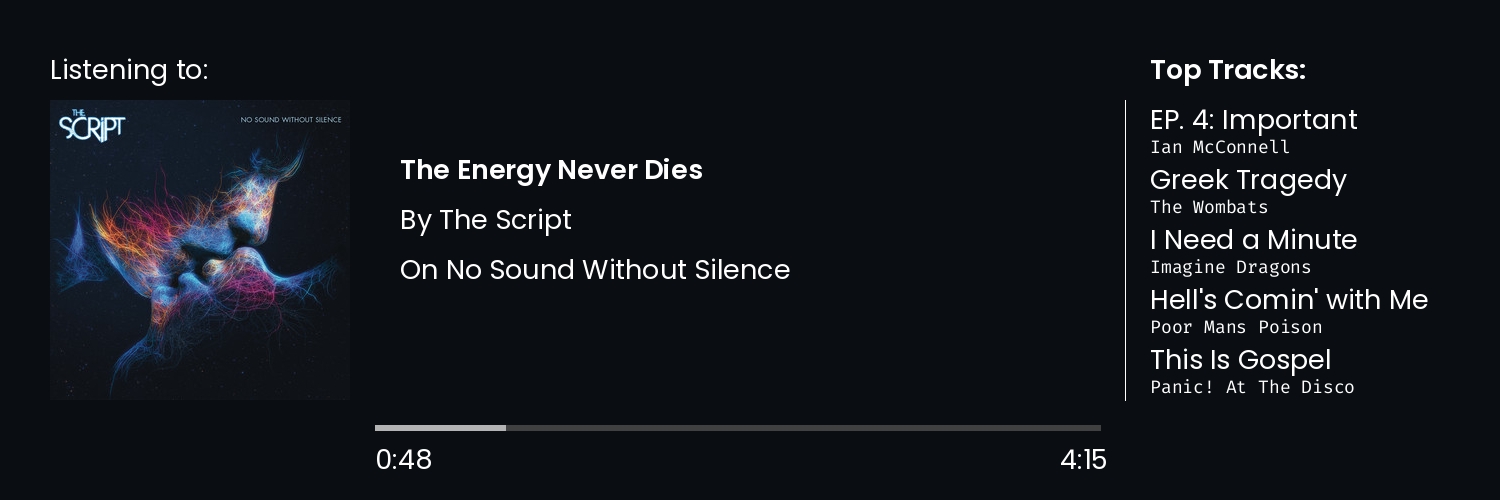 Listening to:
THE
SCRIPT
NO SOUND WITHOUT SILENCE
The Energy Never Dies
By The Script
On No Sound Without Silence
0:48
4:15
Top Tracks:
EP. 4: Important
Ian McConnell
Greek Tragedy
The Wombats
I Need a Minute
Imagine Dragons
Hell's Comin' with Me
Poor Mans Poison
This Is Gospel
Panic! At The Disco